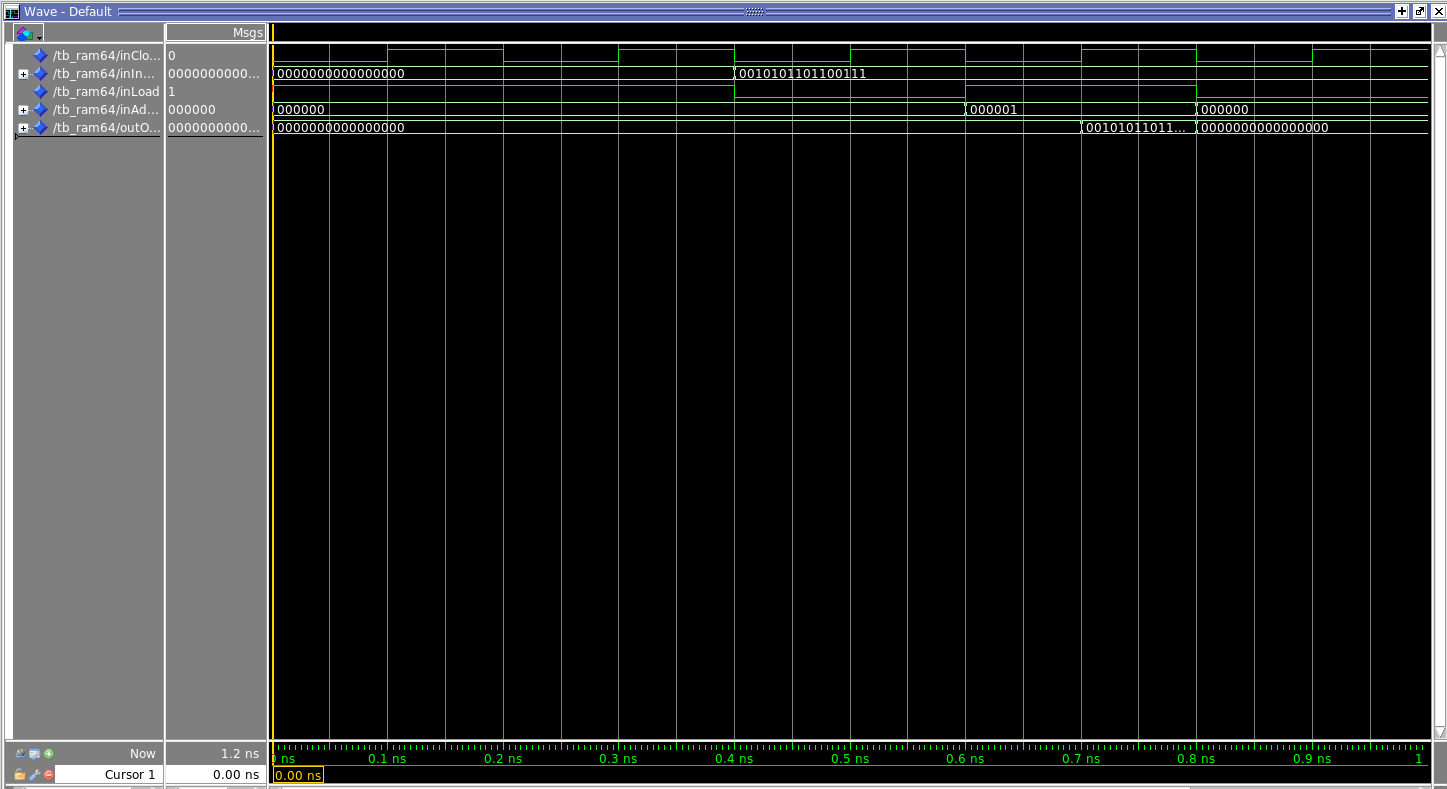 Wave - Default
Msgs
/tb_ram64/inClo... 0
/tb_ram64/inIn... 0000000000... 0000000000000000 0010101101100111
/tb_ram64/inLoad 1
/tb_ram64/inAd... 000000 000000 000001 000000
/tb_ram64/outO... 0000000000... 0000000000000000 00101011011... 0000000000000000
Now 1.2 ns ns 0.1 ns 0.2 ns 0.3 ns 0.4 ns 0.5 ns 0.6 ns 0.7 ns 0.8 ns 0.9 ns 1
Cursor 1 0.00 ns 0.00 ns